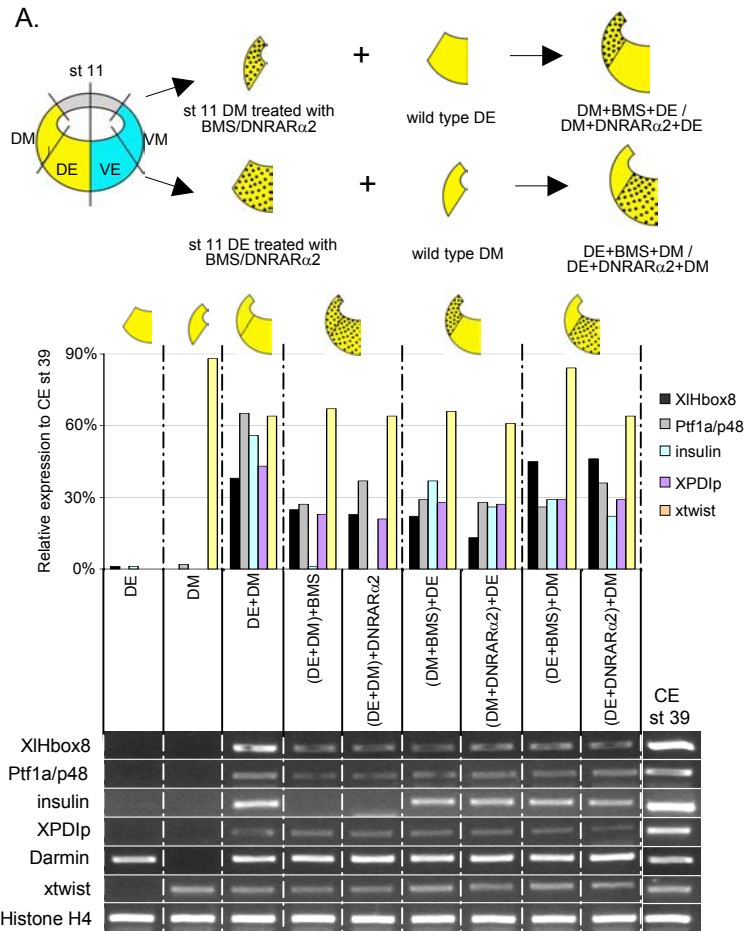 A.
st 11
DM
VM
DE
VE
st 11 DM treated with
BMS/DNRARα2
+
wild type DE
DM+BMS+DE /
DM+DNRARα2+DE
st 11 DE treated with
BMS/DNRARα2
+
wild type DM
DE+BMS+DM /
DE+DNRARα2+DM
Relative expression to CE st 39
90%
60%
30%
0%
XlHbox8
Ptf1a/p48
insulin
XPDIp
xtwist
DE
DM
DE+DM
(DE+DM)+BMS
(DE+DM)+DNRARα2
(DM+BMS)+DE
(DM+DNRARα2)+DE
(DE+BMS)+DM
(DE+DNRARα2)+DM
CE
st 39
XlHbox8
Ptf1a/p48
insulin
XPDIp
Darmin
xtwist
Histone H4